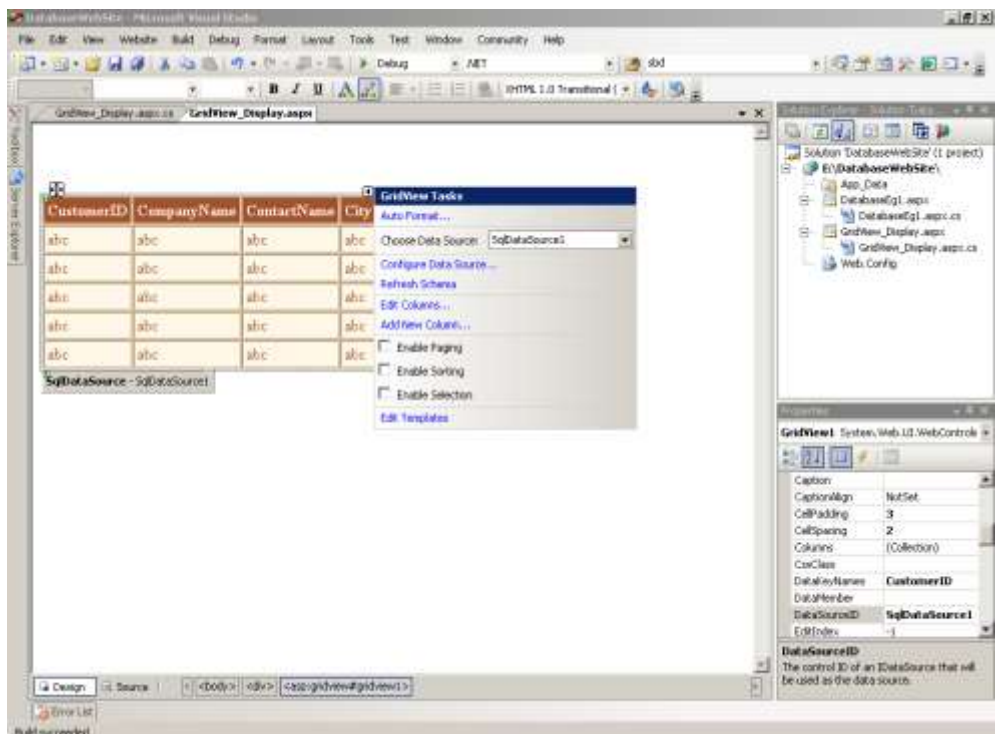 DatabaseWebSite - Microsoft Visual Studio
File Edit View Website Build Debug Format Layout Tools Test Window Community Help
Debug .NET sbd
B I U A XHTML 1.0 Transitional (
Toolbox
Server Explorer
GridView_Display.aspx.cs GridView_Display.aspx
CustomerID CompanyName ContactName City
abc abc abc abc
abc abc abc abc
abc abc abc abc
abc abc abc abc
abc abc abc abc
SqlDataSource - SqlDataSource1
GridView Tasks
Auto Format...
Choose Data Source: SqlDataSource1
Configure Data Source...
Refresh Schema
Edit Columns...
Add New Column...
Enable Paging
Enable Sorting
Enable Selection
Edit Templates
Solution 'DatabaseWebSite' (1 project)
E:\DatabaseWebSite\
App_Data
DatabaseEg1.aspx
DatabaseEg1.aspx.cs
GridView_Display.aspx
GridView_Display.aspx.cs
Web.Config
Properties
GridView1 System.Web.UI.WebControls
Caption
CaptionAlign NotSet
CellPadding 3
CellSpacing 2
Columns (Collection)
CssClass
DataKeyNames CustomerID
DataMember
DataSourceID SqlDataSource1
EditIndex -1
DataSourceID
The control ID of an IDataSource that will
be used as the data source.
Design Source <body> <div> <asp:gridview#gridview1>
Error List
Build succeeded